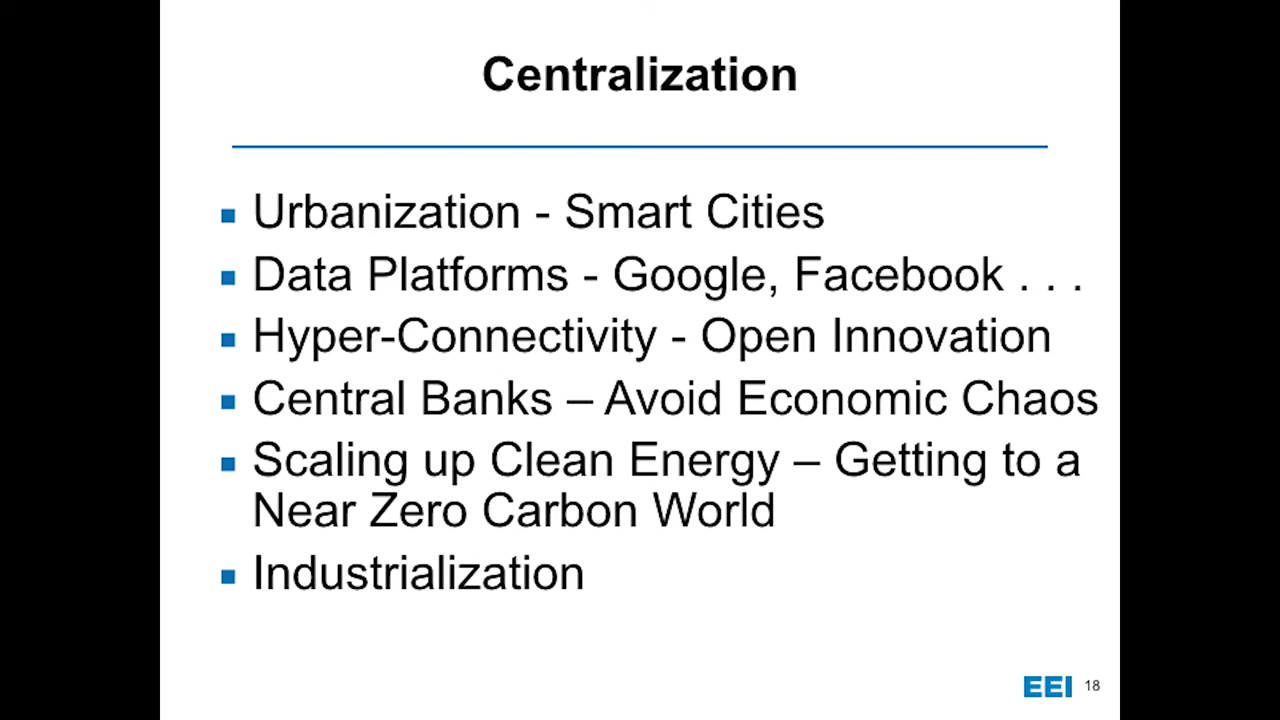 Centralization
Urbanization - Smart Cities
Data Platforms - Google, Facebook . . .
Hyper-Connectivity - Open Innovation
Central Banks – Avoid Economic Chaos
Scaling up Clean Energy – Getting to a
Near Zero Carbon World
Industrialization
EEI 18